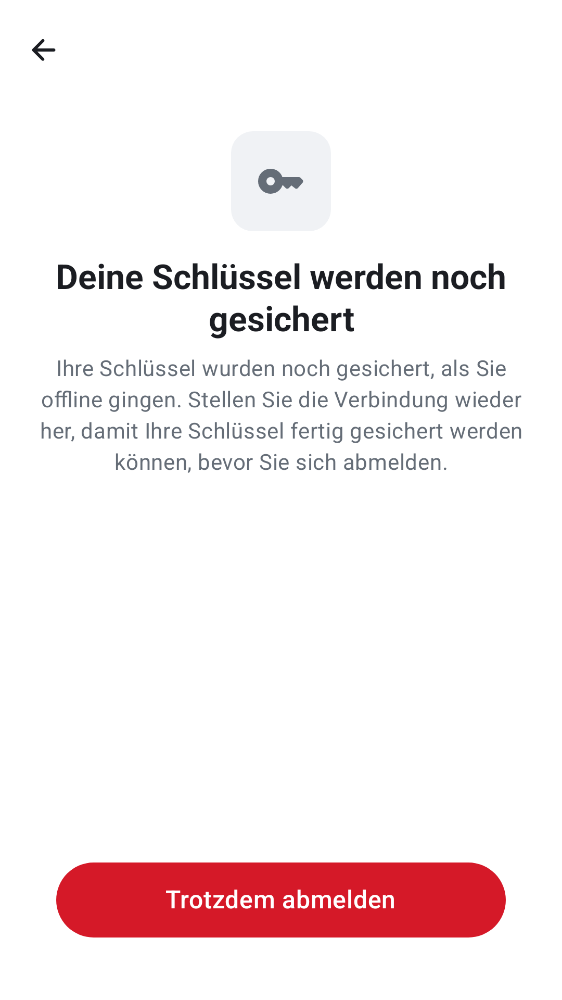 Deine Schlüssel werden noch
gesichert
Ihre Schlüssel wurden noch gesichert, als Sie
offline gingen. Stellen Sie die Verbindung wieder
her, damit Ihre Schlüssel fertig gesichert werden
können, bevor Sie sich abmelden.
Trotzdem abmelden